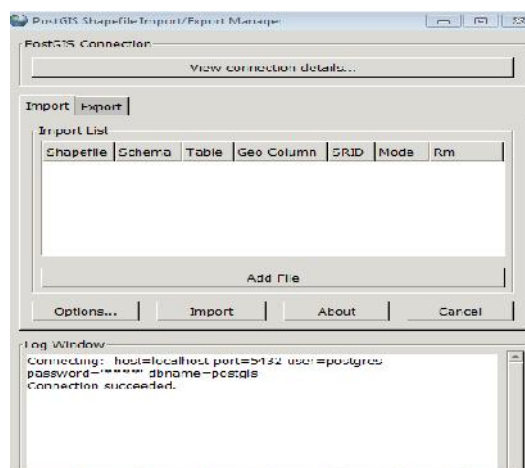 PostGIS Shapefile Import/Export Manager
PostGIS Connection
View connection details...
Import Export
Import List
Shapefile Schema Table Geo Column SRID Mode Rm
Add File
Options... Import About Cancel
Log Window
Connecting: host=localhost port=5432 user=postgres
password='*****' dbname=postgis
Connection succeeded.